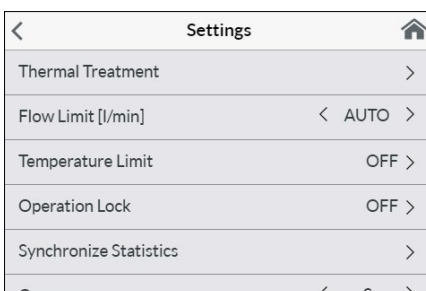 Settings
Thermal Treatment
Flow Limit [l/min] AUTO
Temperature Limit OFF
Operation Lock OFF
Synchronize Statistics